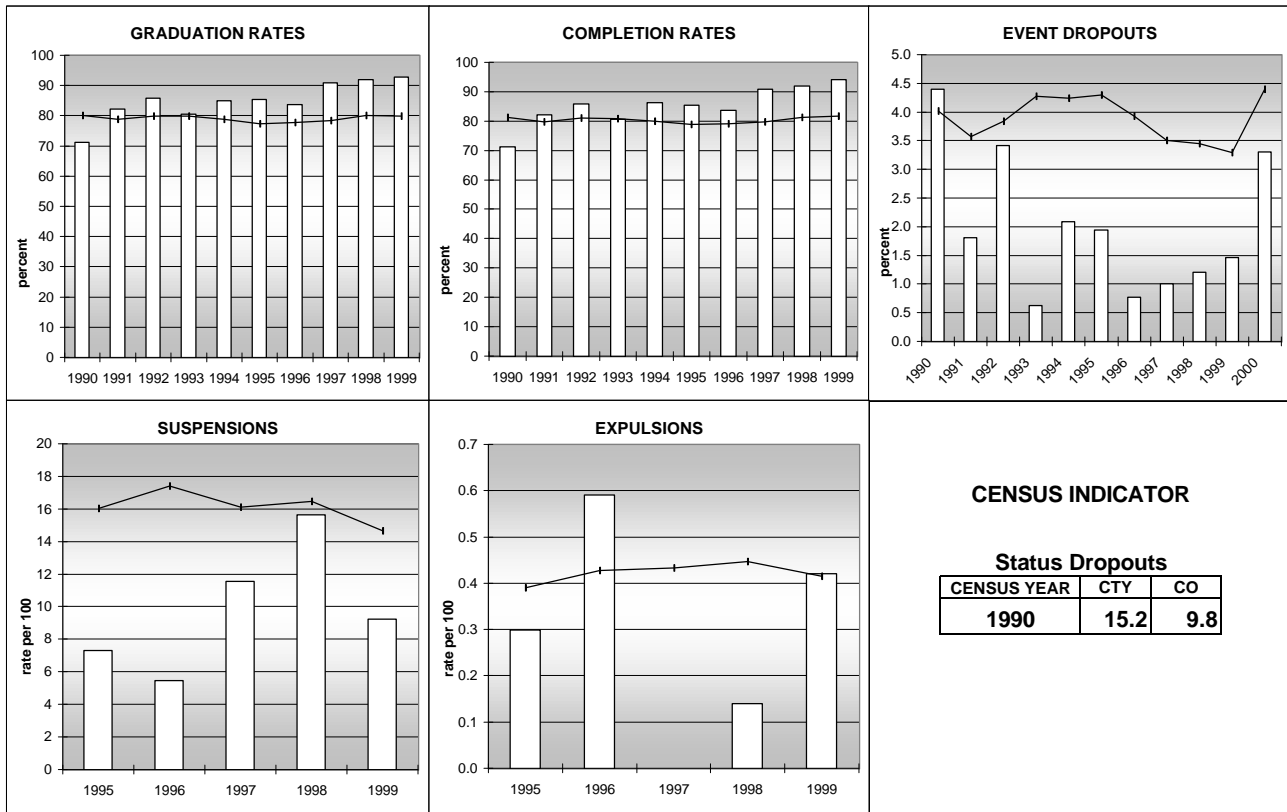 GRADUATION RATES
100
90
80
70
60
50
40
30
20
10
0
percent
1990 1991 1992 1993 1994 1995 1996 1997 1998 1999
COMPLETION RATES
100
90
80
70
60
50
40
30
20
10
0
percent
1990 1991 1992 1993 1994 1995 1996 1997 1998 1999
EVENT DROPOUTS
5.0
4.5
4.0
3.5
3.0
2.5
2.0
1.5
1.0
0.5
0.0
percent
1990 1991 1992 1993 1994 1995 1996 1997 1998 1999 2000
SUSPENSIONS
20
18
16
14
12
10
8
6
4
2
0
rate per 100
1995 1996 1997 1998 1999
EXPULSIONS
0.7
0.6
0.5
0.4
0.3
0.2
0.1
0.0
rate per 100
1995 1996 1997 1998 1999
CENSUS INDICATOR
Status Dropouts
CENSUS YEAR CTY CO
1990 15.2 9.8